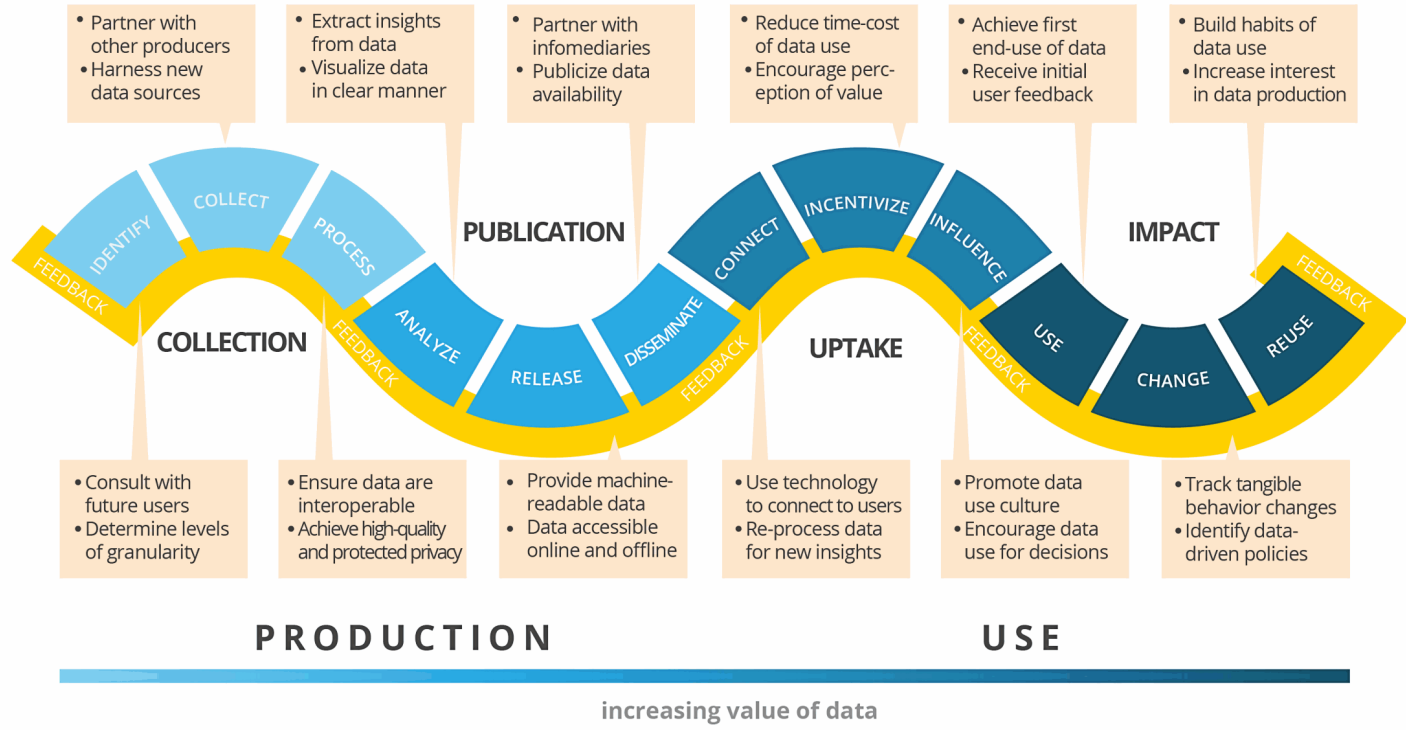 • Partner with
other producers
• Harness new
data sources
• Extract insights
from data
• Visualize data
in clear manner
• Partner with
infomediaries
• Publicize data
availability
• Reduce time-cost
of data use
• Encourage perc-
eption of value
• Achieve first
end-use of data
• Receive initial
user feedback
• Build habits of
data use
• Increase interest
in data production
IDENTIFY
COLLECT
PROCESS
ANALYZE
RELEASE
DISSEMINATE
CONNECT
INCENTIVIZE
INFLUENCE
USE
CHANGE
REUSE
FEEDBACK
FEEDBACK
FEEDBACK
FEEDBACK
FEEDBACK
COLLECTION
PUBLICATION
UPTAKE
IMPACT
• Consult with
future users
• Determine levels
of granularity
• Ensure data are
interoperable
• Achieve high-quality
and protected privacy
• Provide machine-
readable data
• Data accessible
online and offline
• Use technology
to connect to users
• Re-process data
for new insights
• Promote data
use culture
• Encourage data
use for decisions
• Track tangible
behavior changes
• Identify data-
driven policies
PRODUCTION
USE
increasing value of data